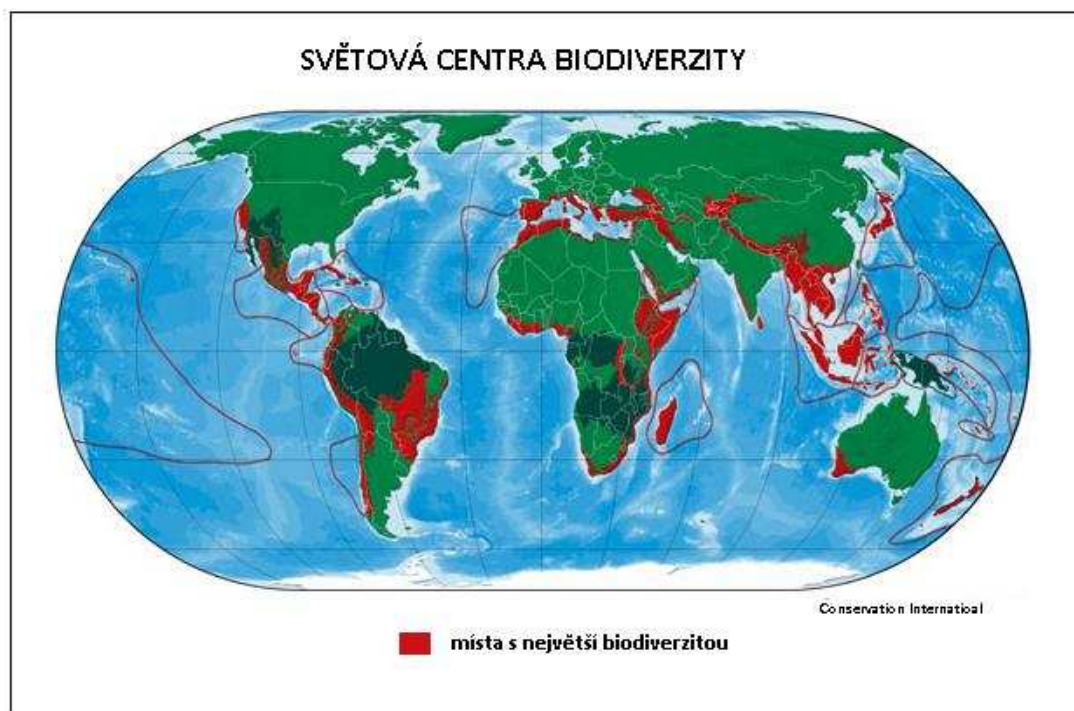 SVĚTOVÁ CENTRA BIODIVERZITY
Conservation Internatioal
místa s největší biodiverzitou